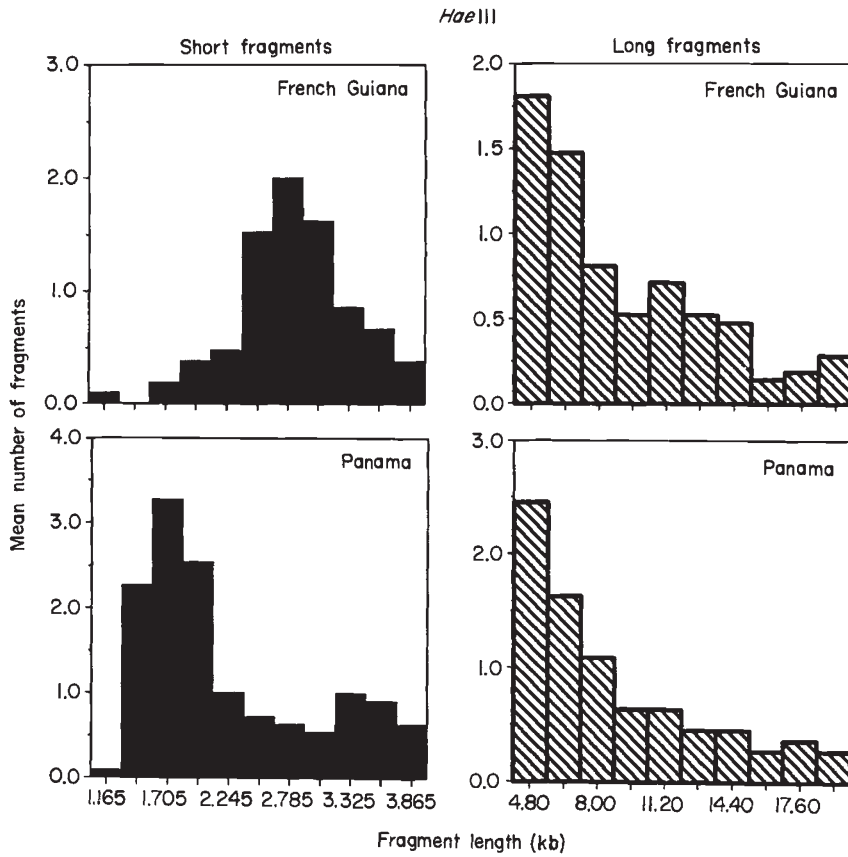 HaeIII
Short fragments
Long fragments
3.0
2.0
1.0
0.0
French Guiana
2.0
1.5
1.0
0.5
0.0
French Guiana
Mean number of fragments
4.0
3.0
2.0
1.0
0.0
Panama
1.165 1.705 2.245 2.785 3.325 3.865
3.0
2.0
1.0
0.0
Panama
4.80 8.00 11.20 14.40 17.60
Fragment length (kb)